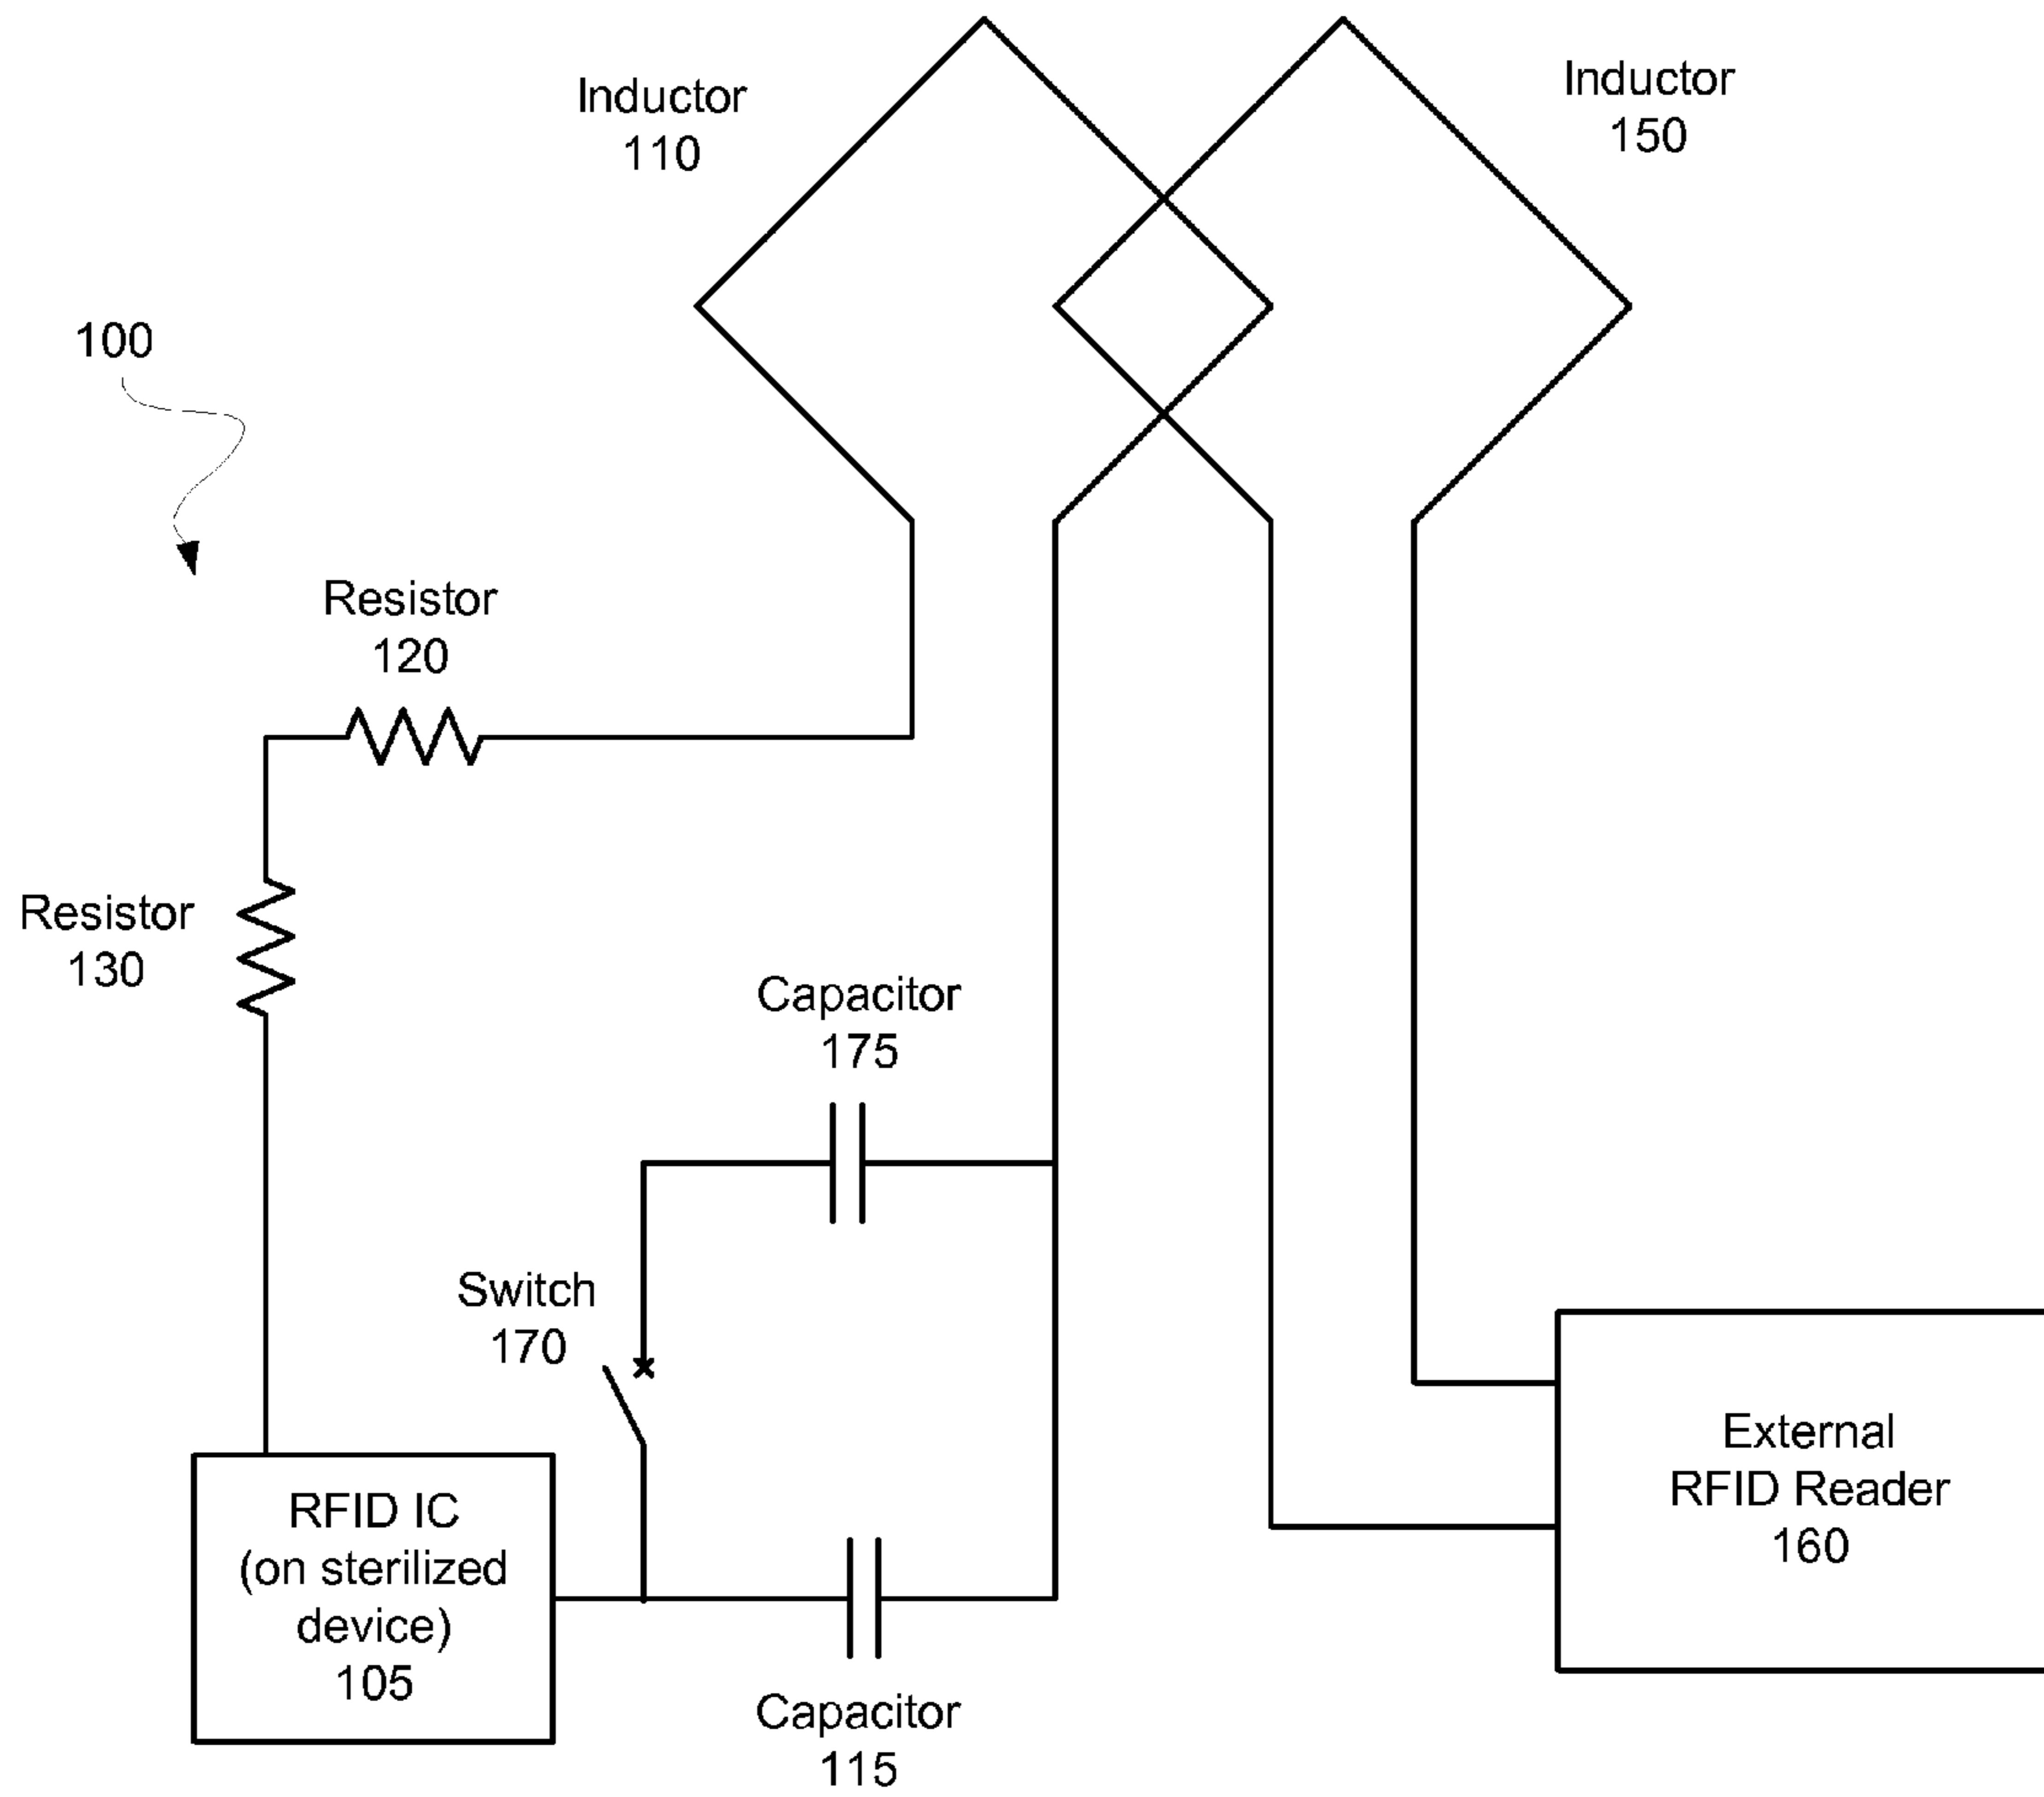 Inductor
110
Inductor
150
100
Resistor
120
Resistor
130
Capacitor
175
Switch
170
External
RFID Reader
160
RFID IC
(on sterilized
device)
105
Capacitor
115